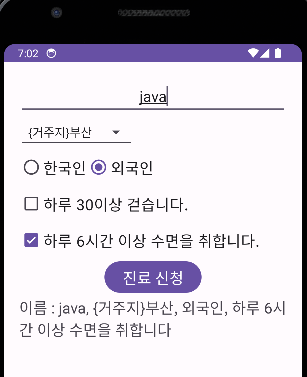 7:02
java
{거주지}부산
한국인 외국인
하루 30이상 걷습니다.
하루 6시간 이상 수면을 취합니다.
진료 신청
이름 : java, {거주지}부산, 외국인, 하루 6시
간 이상 수면을 취합니다